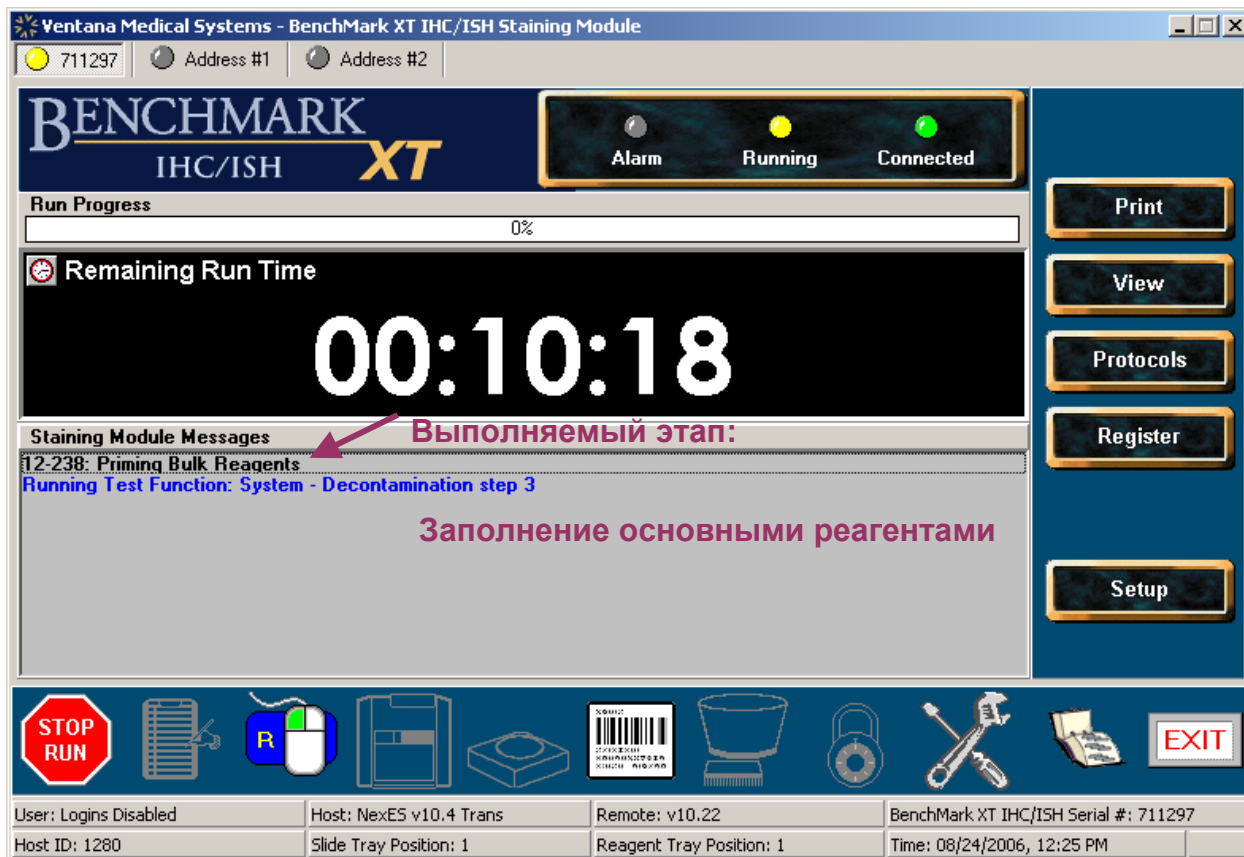 Ventana Medical Systems - BenchMark XT IHC/ISH Staining Module
711297 Address #1 Address #2
BENCHMARK
IHC/ISH XT
Alarm Running Connected
Run Progress
0%
Remaining Run Time
00:10:18
Staining Module Messages
Выполняемый этап:
12-238: Priming Bulk Reagents
Running Test Function: System - Decontamination step 3
Заполнение основными реагентами
Print
View
Protocols
Register
Setup
STOP
RUN
R
EXIT
User: Logins Disabled Host: NexES v10.4 Trans Remote: v10.22 BenchMark XT IHC/ISH Serial #: 711297
Host ID: 1280 Slide Tray Position: 1 Reagent Tray Position: 1 Time: 08/24/2006, 12:25 PM